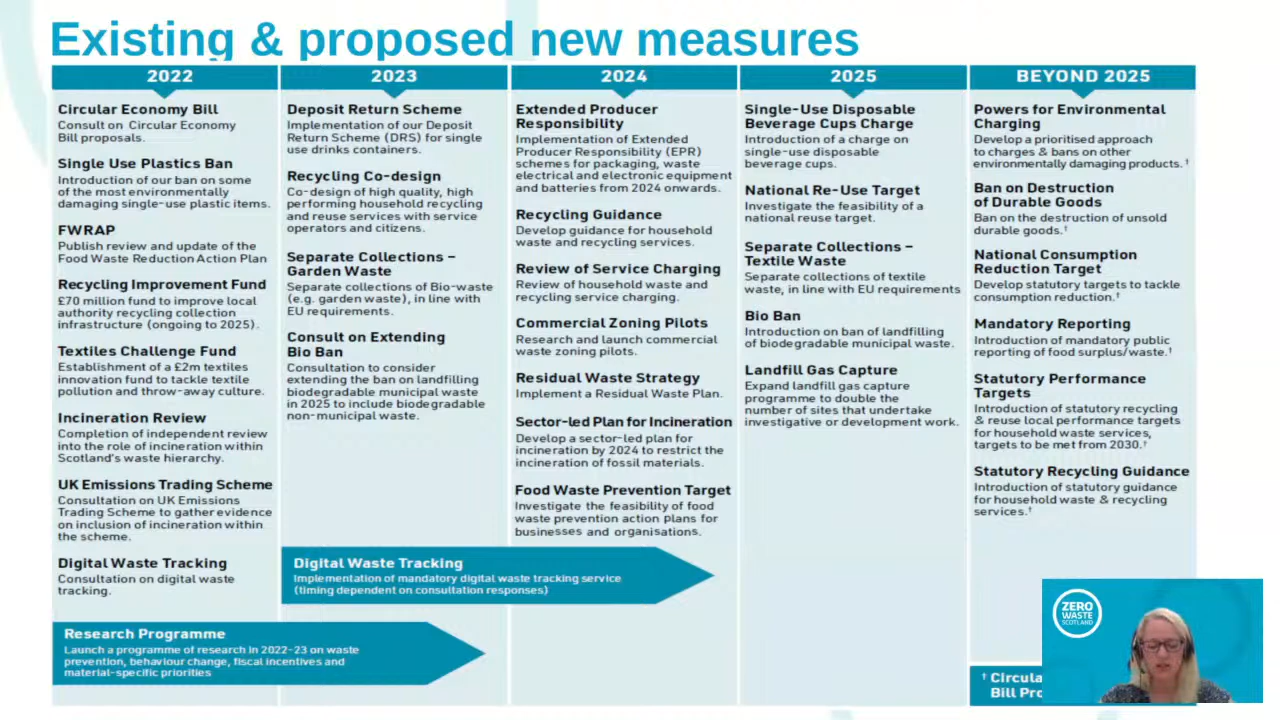 Existing & proposed new measures
2022
Circular Economy Bill
Consult on Circular Economy
Bill proposals.
Single Use Plastics Ban
Introduction of our ban on some
of the most environmentally
damaging single-use plastic items.
FWRAP
Publish review and update of the
Food Waste Reduction Action Plan
Recycling Improvement Fund
£70 million fund to improve local
authority recycling collection
infrastructure (ongoing to 2025).
Textiles Challenge Fund
Establishment of a £2m textiles
innovation fund to tackle textile
pollution and throw-away culture.
Incineration Review
Completion of independent review
into the role of incineration within
Scotland's waste hierarchy.
UK Emissions Trading Scheme
Consultation on UK Emissions
Trading Scheme to gather evidence
on inclusion of incineration within
the scheme.
Digital Waste Tracking
Consultation on digital waste
tracking.
Research Programme
Launch a programme of research in 2022-23 on waste
prevention, behaviour change, fiscal incentives and
material-specific priorities
2023
Deposit Return Scheme
Implementation of our Deposit
Return Scheme (DRS) for single
use drinks containers.
Recycling Co-design
Co-design of high quality, high
performing household recycling
and reuse services with service
operators and citizens.
Separate Collections –
Garden Waste
Separate collections of Bio-waste
(e.g. garden waste), in line with
EU requirements.
Consult on Extending
Bio Ban
Consultation to consider
extending the ban on landfilling
biodegradable municipal waste
in 2025 to include biodegradable
non-municipal waste.
Digital Waste Tracking
Implementation of mandatory digital waste tracking service
(timing dependent on consultation responses)
2024
Extended Producer
Responsibility
Implementation of Extended
Producer Responsibility (EPR)
schemes for packaging, waste
electrical and electronic equipment
and batteries from 2024 onwards.
Recycling Guidance
Develop guidance for household
waste and recycling services.
Review of Service Charging
Review of household waste and
recycling service charging.
Commercial Zoning Pilots
Research and launch commercial
waste zoning pilots.
Residual Waste Strategy
Implement a Residual Waste Plan.
Sector-led Plan for Incineration
Develop a sector-led plan for
incineration by 2024 to restrict the
incineration of fossil materials.
Food Waste Prevention Target
Investigate the feasibility of food
waste prevention action plans for
businesses and organisations.
2025
Single-Use Disposable
Beverage Cups Charge
Introduction of a charge on
single-use disposable
beverage cups.
National Re-Use Target
Investigate the feasibility of a
national reuse target.
Separate Collections –
Textile Waste
Separate collections of textile
waste, in line with EU requirements
Bio Ban
Introduction on ban of landfilling
of biodegradable municipal waste.
Landfill Gas Capture
Expand landfill gas capture
programme to double the
number of sites that undertake
investigative or development work.
BEYOND 2025
Powers for Environmental
Charging
Develop a prioritised approach
to charges & bans on other
environmentally damaging products.†
Ban on Destruction
of Durable Goods
Ban on the destruction of unsold
durable goods.†
National Consumption
Reduction Target
Develop statutory targets to tackle
consumption reduction.†
Mandatory Reporting
Introduction of mandatory public
reporting of food surplus/waste.†
Statutory Performance
Targets
Introduction of statutory recycling
& reuse local performance targets
for household waste services,
targets to be met from 2030.†
Statutory Recycling Guidance
Introduction of statutory guidance
for household waste & recycling
services.†
† Circula
Bill Pro
ZERO
WASTE
SCOTLAND